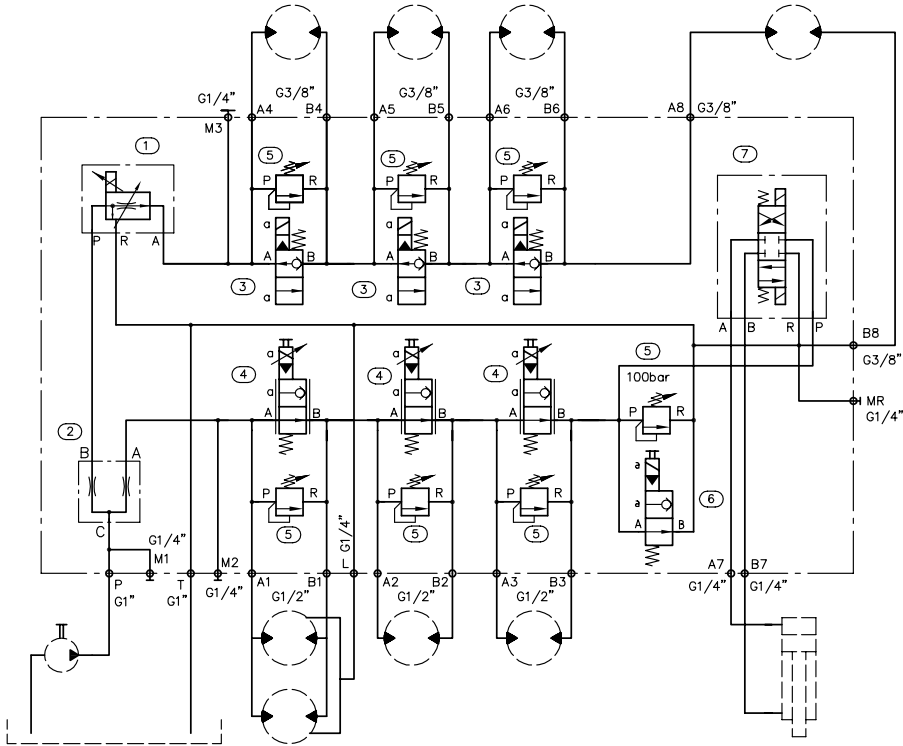 G3/8” G3/8” G3/8”
G1/4” A4 B4 A5 B5 A6 B6 A8 G3/8”
M3
1 5 5 5 7
P R P R P R
a a a
P R A A B A B A B
3 3 3
a a a
A B R P
B8
G3/8”
a a a 5
4 4 4 100bar
a a a
MR
G1/4”
A B A B A B P R
2
B A
a
P R P R P R a 6
5 5 5
A B
C
G1/4”
G1/4”
M1 M2 A7 B7
P T A1 B1 L A2 B2 A3 B3
G1” G1” G1/4” G1/2” G1/2” G1/2” G1/4” G1/4”